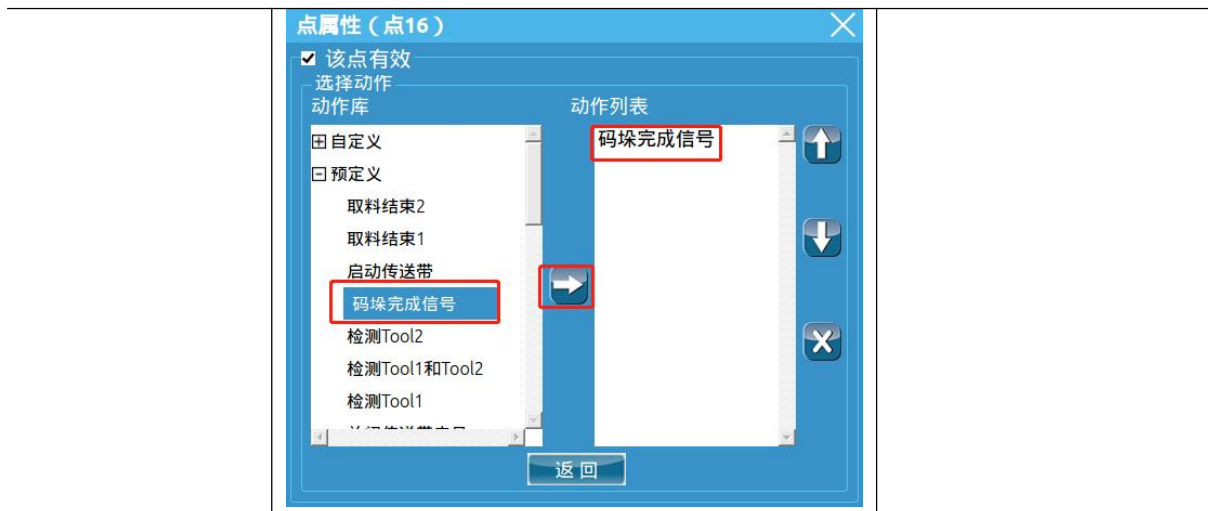 点属性（点16）
该点有效
选择动作
动作库
动作列表
自定义
预定义
取料结束2
取料结束1
启动传送带
码垛完成信号
检测Tool2
检测Tool1和Tool2
检测Tool1
码垛完成信号
返回